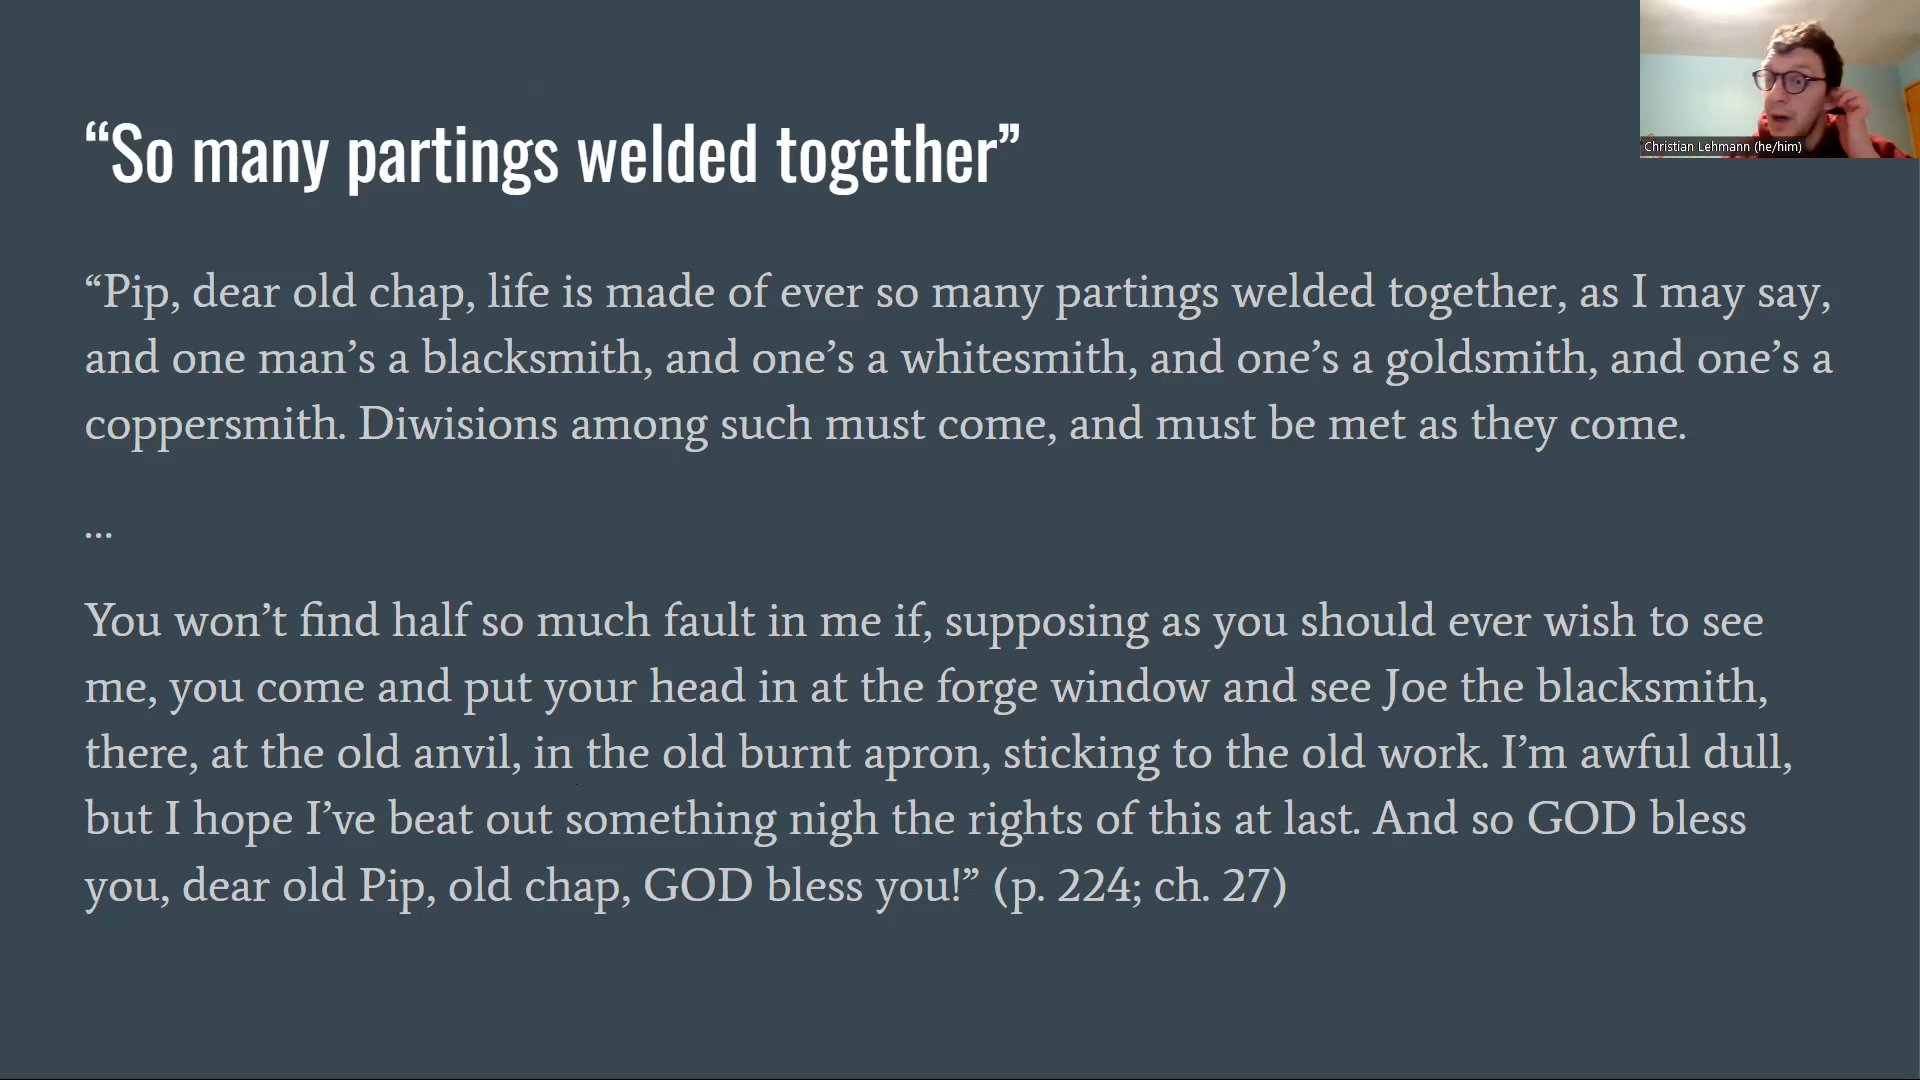 “So many partings welded together”
Christian Lehmann (he/him)
“Pip, dear old chap, life is made of ever so many partings welded together, as I may say,
and one man’s a blacksmith, and one’s a whitesmith, and one’s a goldsmith, and one’s a
coppersmith. Diwisions among such must come, and must be met as they come.
...
You won’t find half so much fault in me if, supposing as you should ever wish to see
me, you come and put your head in at the forge window and see Joe the blacksmith,
there, at the old anvil, in the old burnt apron, sticking to the old work. I’m awful dull,
but I hope I’ve beat out something nigh the rights of this at last. And so GOD bless
you, dear old Pip, old chap, GOD bless you!” (p. 224; ch. 27)